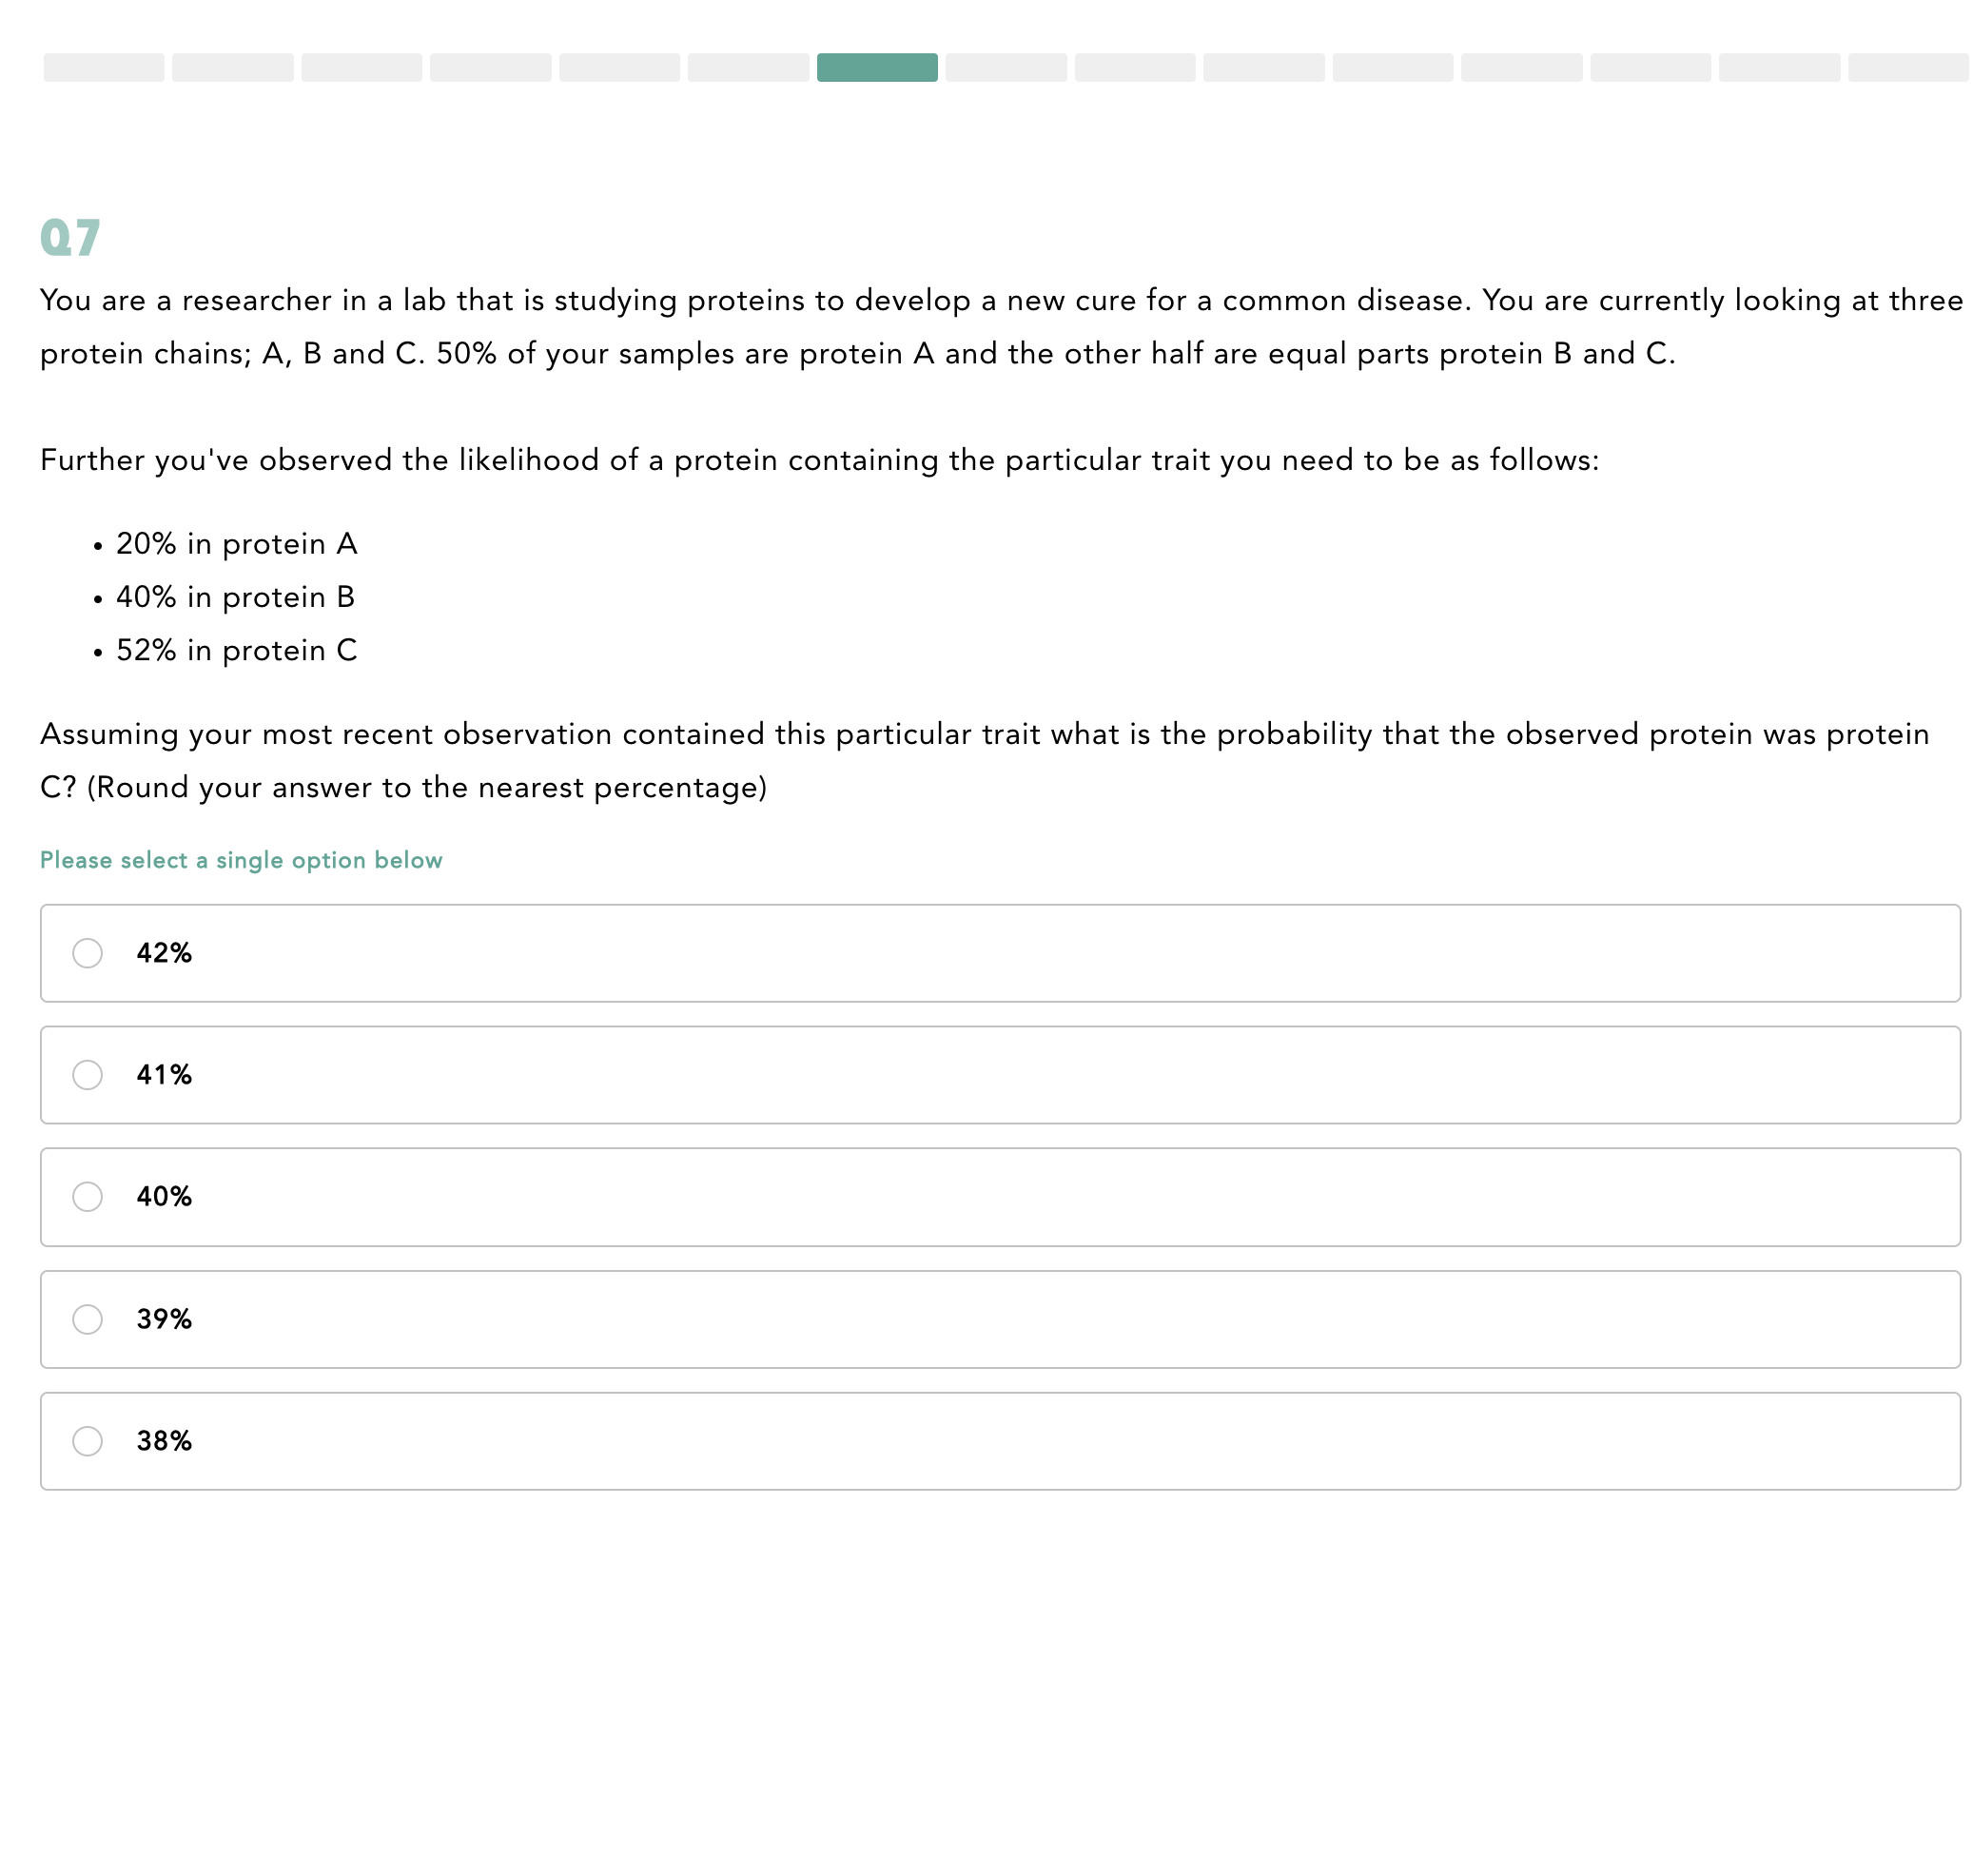 Q7
You are a researcher in a lab that is studying proteins to develop a new cure for a common disease. You are currently looking at three
protein chains; A, B and C. 50% of your samples are protein A and the other half are equal parts protein B and C.
Further you've observed the likelihood of a protein containing the particular trait you need to be as follows:
• 20% in protein A
• 40% in protein B
• 52% in protein C
Assuming your most recent observation contained this particular trait what is the probability that the observed protein was protein
C? (Round your answer to the nearest percentage)
Please select a single option below
42%
41%
40%
39%
38%